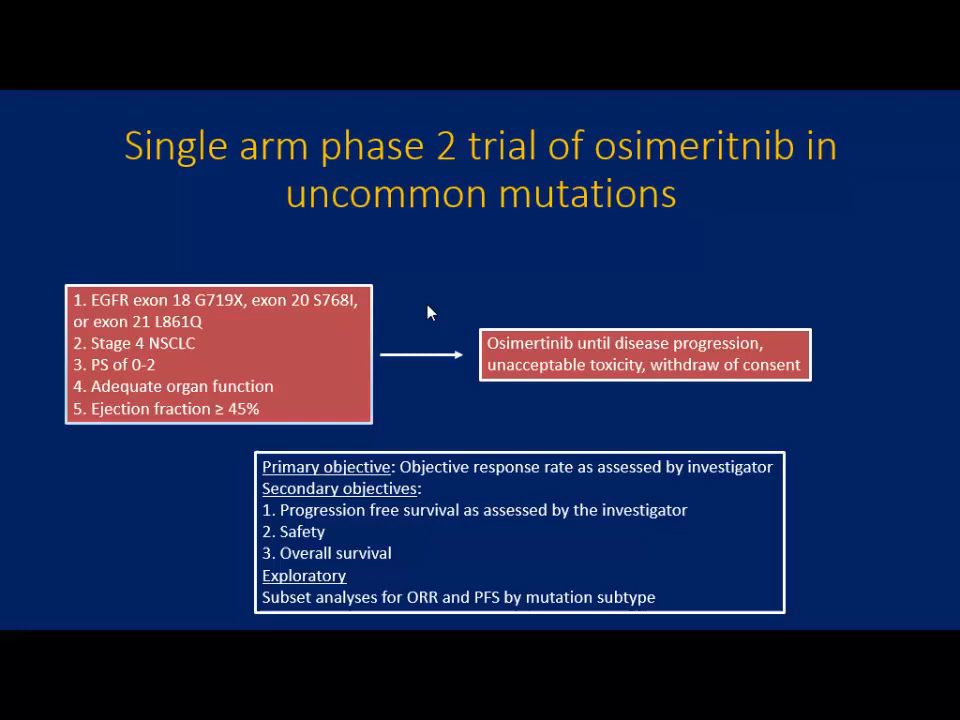 Single arm phase 2 trial of osimeritnib in
uncommon mutations
1. EGFR exon 18 G719X, exon 20 S768I,
or exon 21 L861Q
2. Stage 4 NSCLC
3. PS of 0-2
4. Adequate organ function
5. Ejection fraction ≥ 45%
Osimertinib until disease progression,
unacceptable toxicity, withdraw of consent
Primary objective: Objective response rate as assessed by investigator
Secondary objectives:
1. Progression free survival as assessed by the investigator
2. Safety
3. Overall survival
Exploratory
Subset analyses for ORR and PFS by mutation subtype